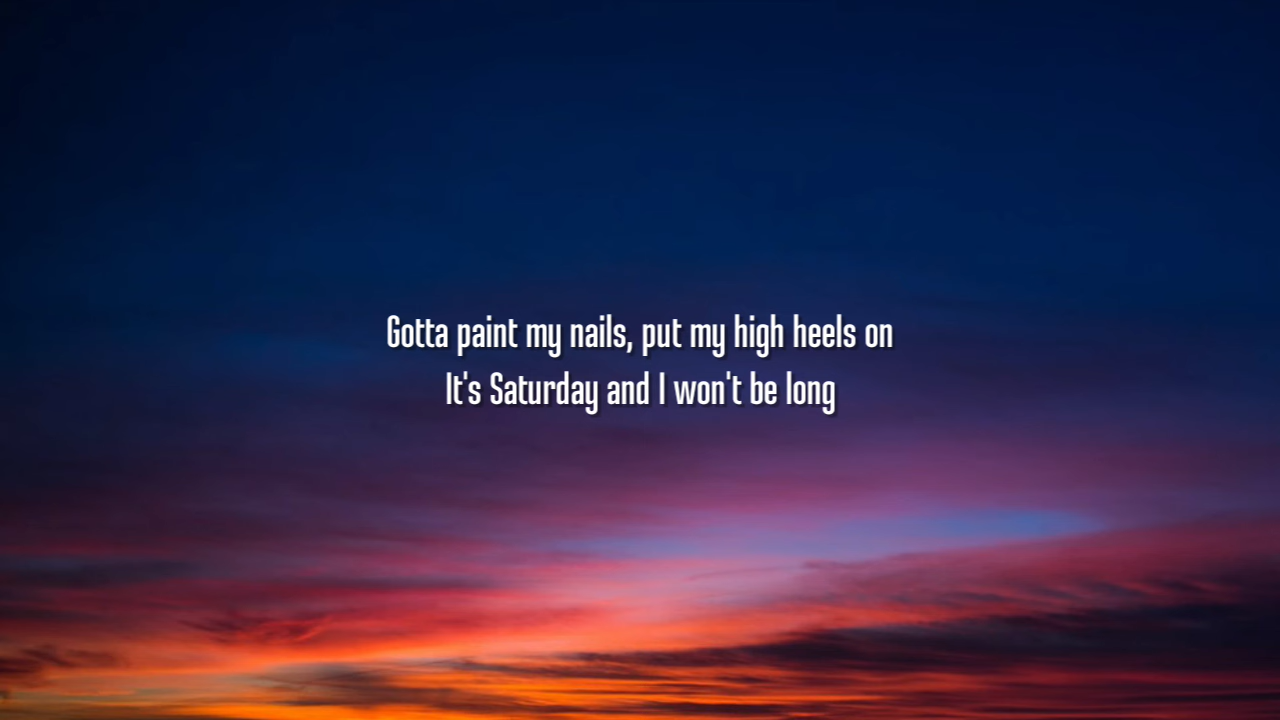 Gotta paint my nails, put my high heels on
It's Saturday and I won't be long